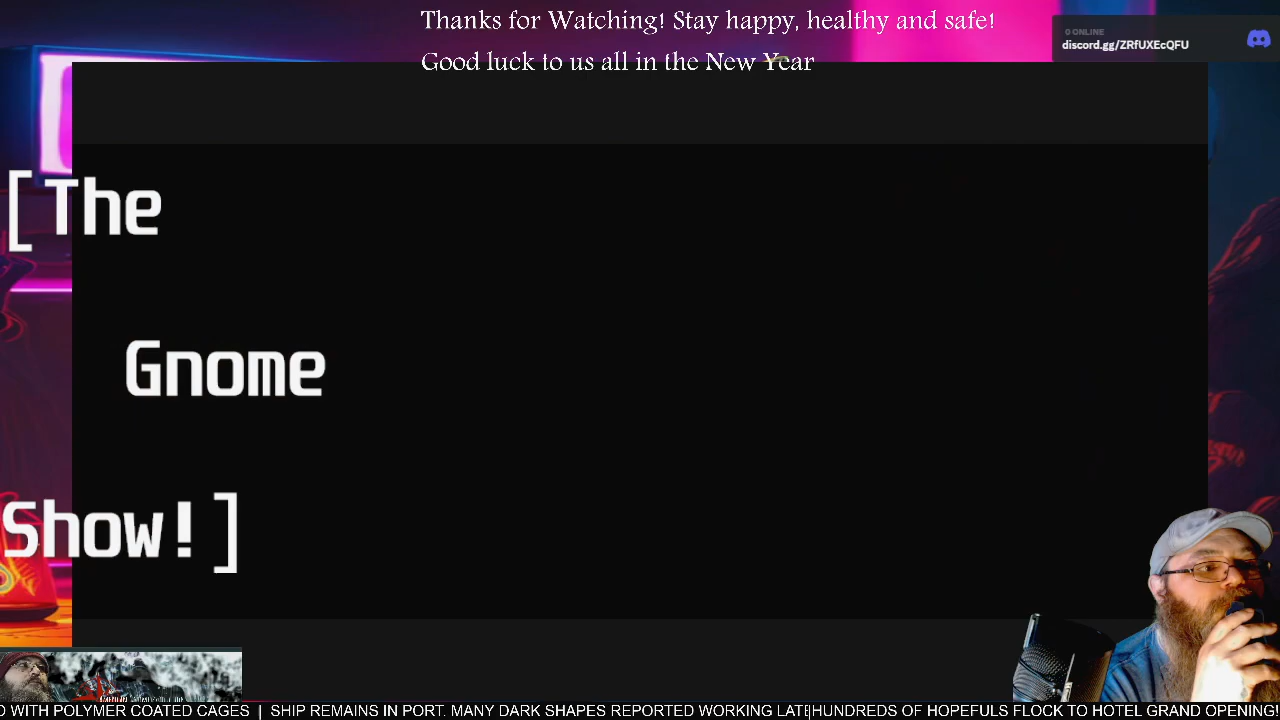 Thanks for Watching! Stay happy, healthy and safe!
Good luck to us all in the New Year
0 ONLINE
discord.gg/ZRfUXEcQFU
[The
Gnome
Show!]
D WITH POLYMER COATED CAGES | SHIP REMAINS IN PORT. MANY DARK SHAPES REPORTED WORKING LATE|HUNDREDS OF HOPEFULS FLOCK TO HOTEL GRAND OPENING!